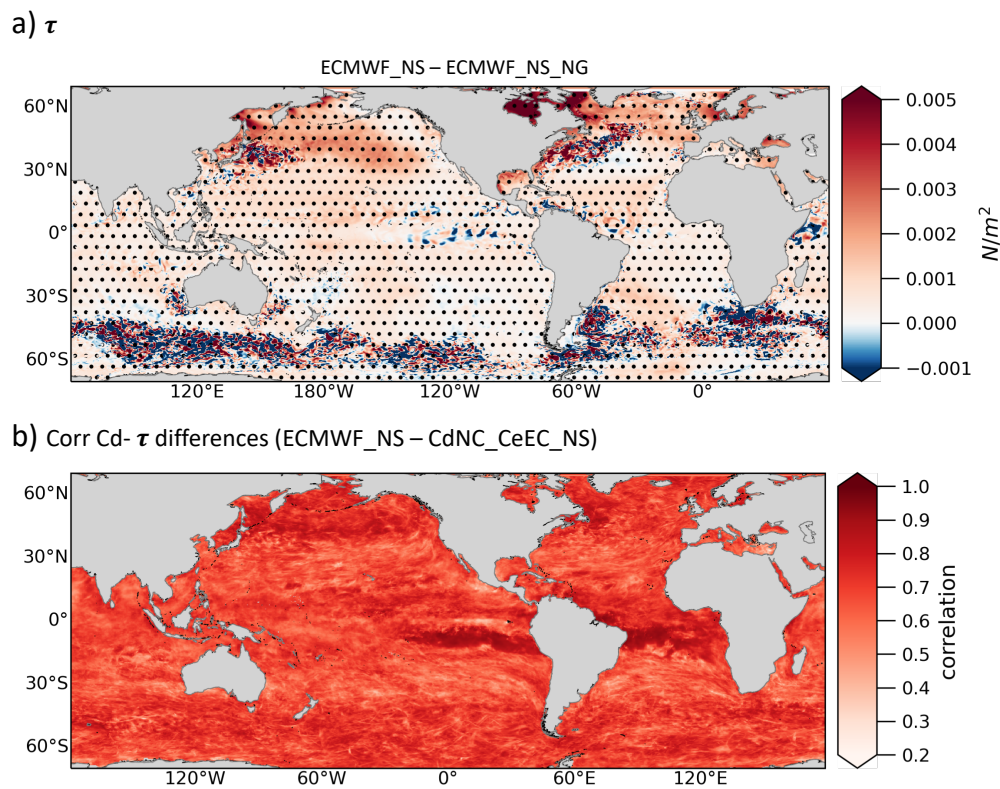 a) τ
ECMWF_NS – ECMWF_NS_NG
60°N
30°N
0°
30°S
60°S
120°E
180°W
120°W
60°W
0°
0.005
0.004
0.003
0.002
0.001
0.000
−0.001
N/m²
b) Corr Cd- τ differences (ECMWF_NS – CdNC_CeEC_NS)
60°N
30°N
0°
30°S
60°S
120°W
60°W
0°
60°E
120°E
1.0
0.9
0.8
0.7
0.6
0.5
0.4
0.3
0.2
correlation